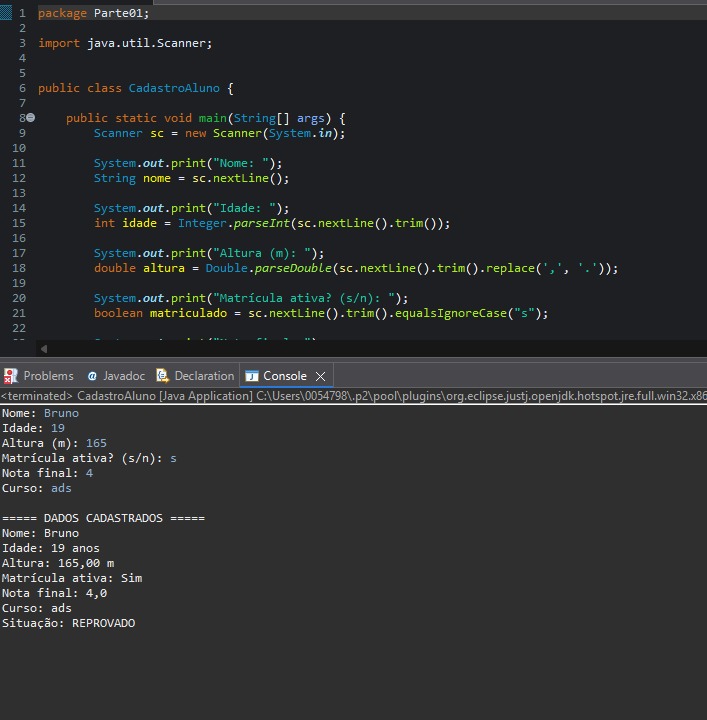 1 package Parte01;
2
3 import java.util.Scanner;
4
5
6 public class CadastroAluno {
7
8 public static void main(String[] args) {
9 Scanner sc = new Scanner(System.in);
10
11 System.out.print("Nome: ");
12 String nome = sc.nextLine();
13
14 System.out.print("Idade: ");
15 int idade = Integer.parseInt(sc.nextLine().trim());
16
17 System.out.print("Altura (m): ");
18 double altura = Double.parseDouble(sc.nextLine().trim().replace(',', '.'));
19
20 System.out.print("Matrícula ativa? (s/n): ");
21 boolean matriculado = sc.nextLine().trim().equalsIgnoreCase("s");
22
Problems Javadoc Declaration Console
<terminated> CadastroAluno [Java Application] C:\Users\0054798\.p2\pool\plugins\org.eclipse.justj.openjdk.hotspot.jre.full.win32.x86
Nome: Bruno
Idade: 19
Altura (m): 165
Matrícula ativa? (s/n): s
Nota final: 4
Curso: ads
===== DADOS CADASTRADOS =====
Nome: Bruno
Idade: 19 anos
Altura: 165,00 m
Matrícula ativa: Sim
Nota final: 4,0
Curso: ads
Situação: REPROVADO